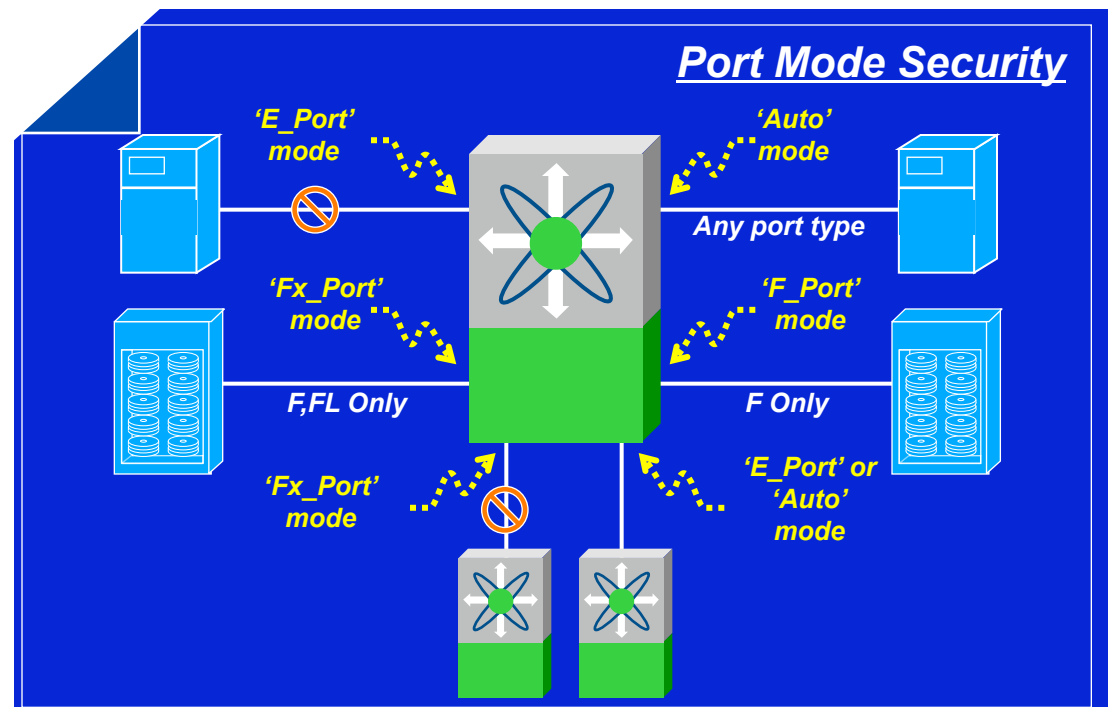 Port Mode Security
‘E_Port’
mode
‘Auto’
mode
Any port type
‘Fx_Port’
mode
‘F_Port’
mode
F,FL Only
F Only
‘Fx_Port’
mode
‘E_Port’ or
‘Auto’
mode